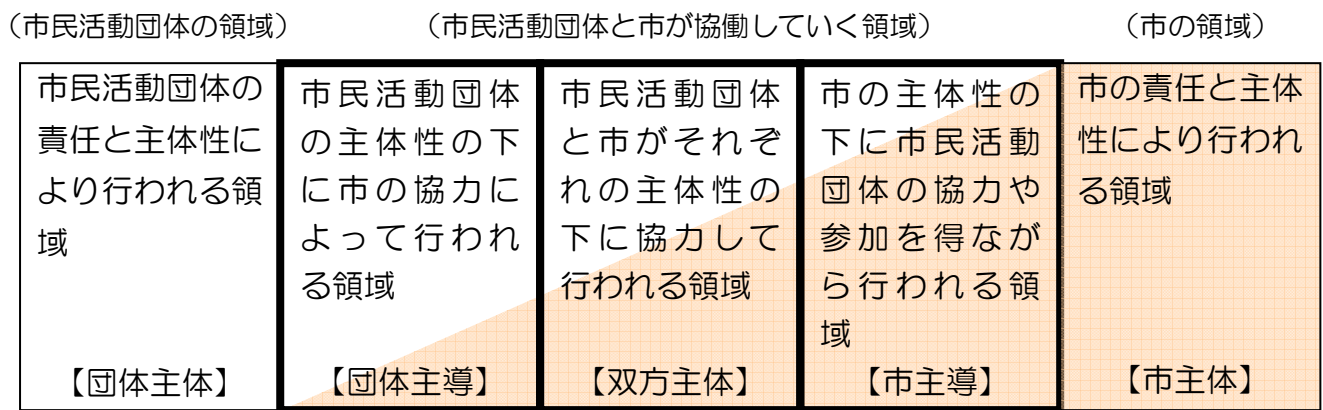 （市民活動団体の領域）
（市民活動団体と市が協働していく領域）
（市の領域）
市民活動団体の
責任と主体性に
より行われる領
域
【団体主体】
市民活動団体
の主体性の下
に市の協力に
よって行われ
る領域
【団体主導】
市民活動団体
と市がそれぞ
れの主体性の
下に協力して
行われる領域
【双方主体】
市の主体性の
下に市民活動
団体の協力や
参加を得なが
ら行われる領
域
【市主導】
市の責任と主体
性により行われ
る領域
【市主体】